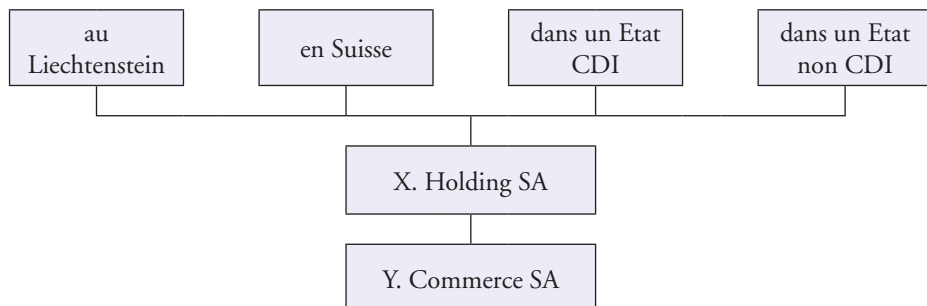 au
Liechtenstein
en Suisse
dans un Etat
CDI
dans un Etat
non CDI
X. Holding SA
Y. Commerce SA